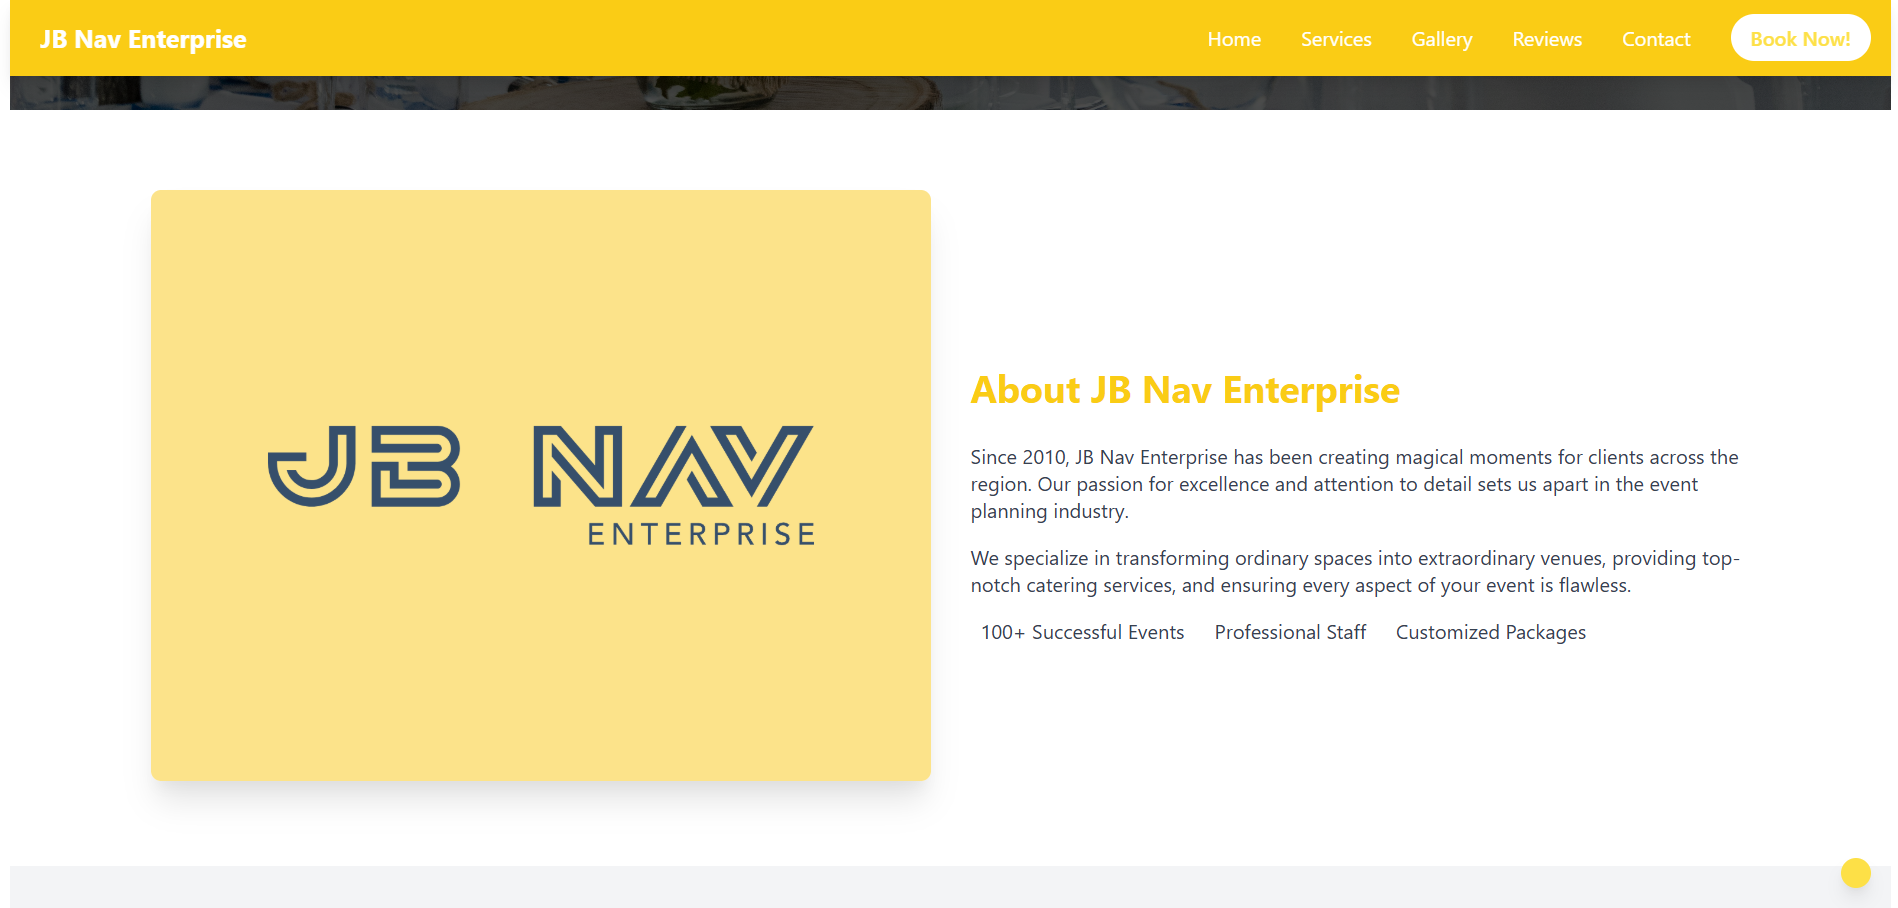 JB Nav Enterprise
Home Services Gallery Reviews Contact Book Now!
JB NAV
ENTERPRISE
About JB Nav Enterprise
Since 2010, JB Nav Enterprise has been creating magical moments for clients across the
region. Our passion for excellence and attention to detail sets us apart in the event
planning industry.
We specialize in transforming ordinary spaces into extraordinary venues, providing top-
notch catering services, and ensuring every aspect of your event is flawless.
100+ Successful Events Professional Staff Customized Packages